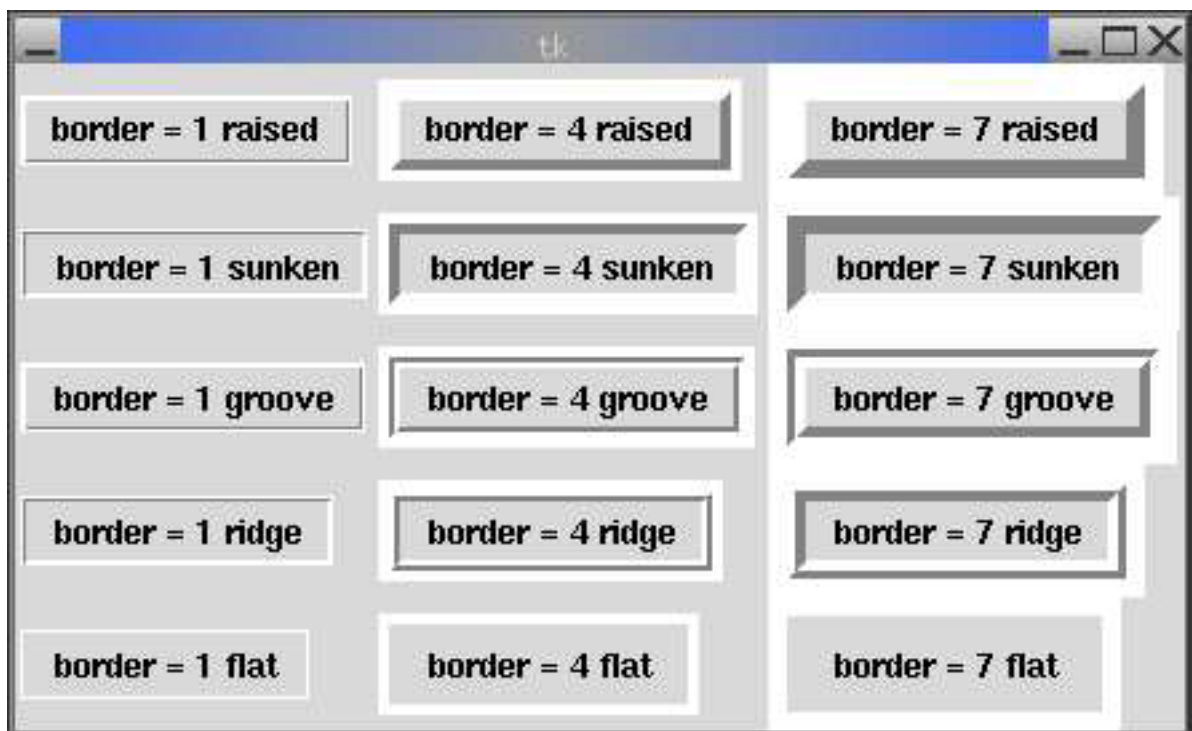 tk
border = 1 raised
border = 4 raised
border = 7 raised
border = 1 sunken
border = 4 sunken
border = 7 sunken
border = 1 groove
border = 4 groove
border = 7 groove
border = 1 ridge
border = 4 ridge
border = 7 ridge
border = 1 flat
border = 4 flat
border = 7 flat